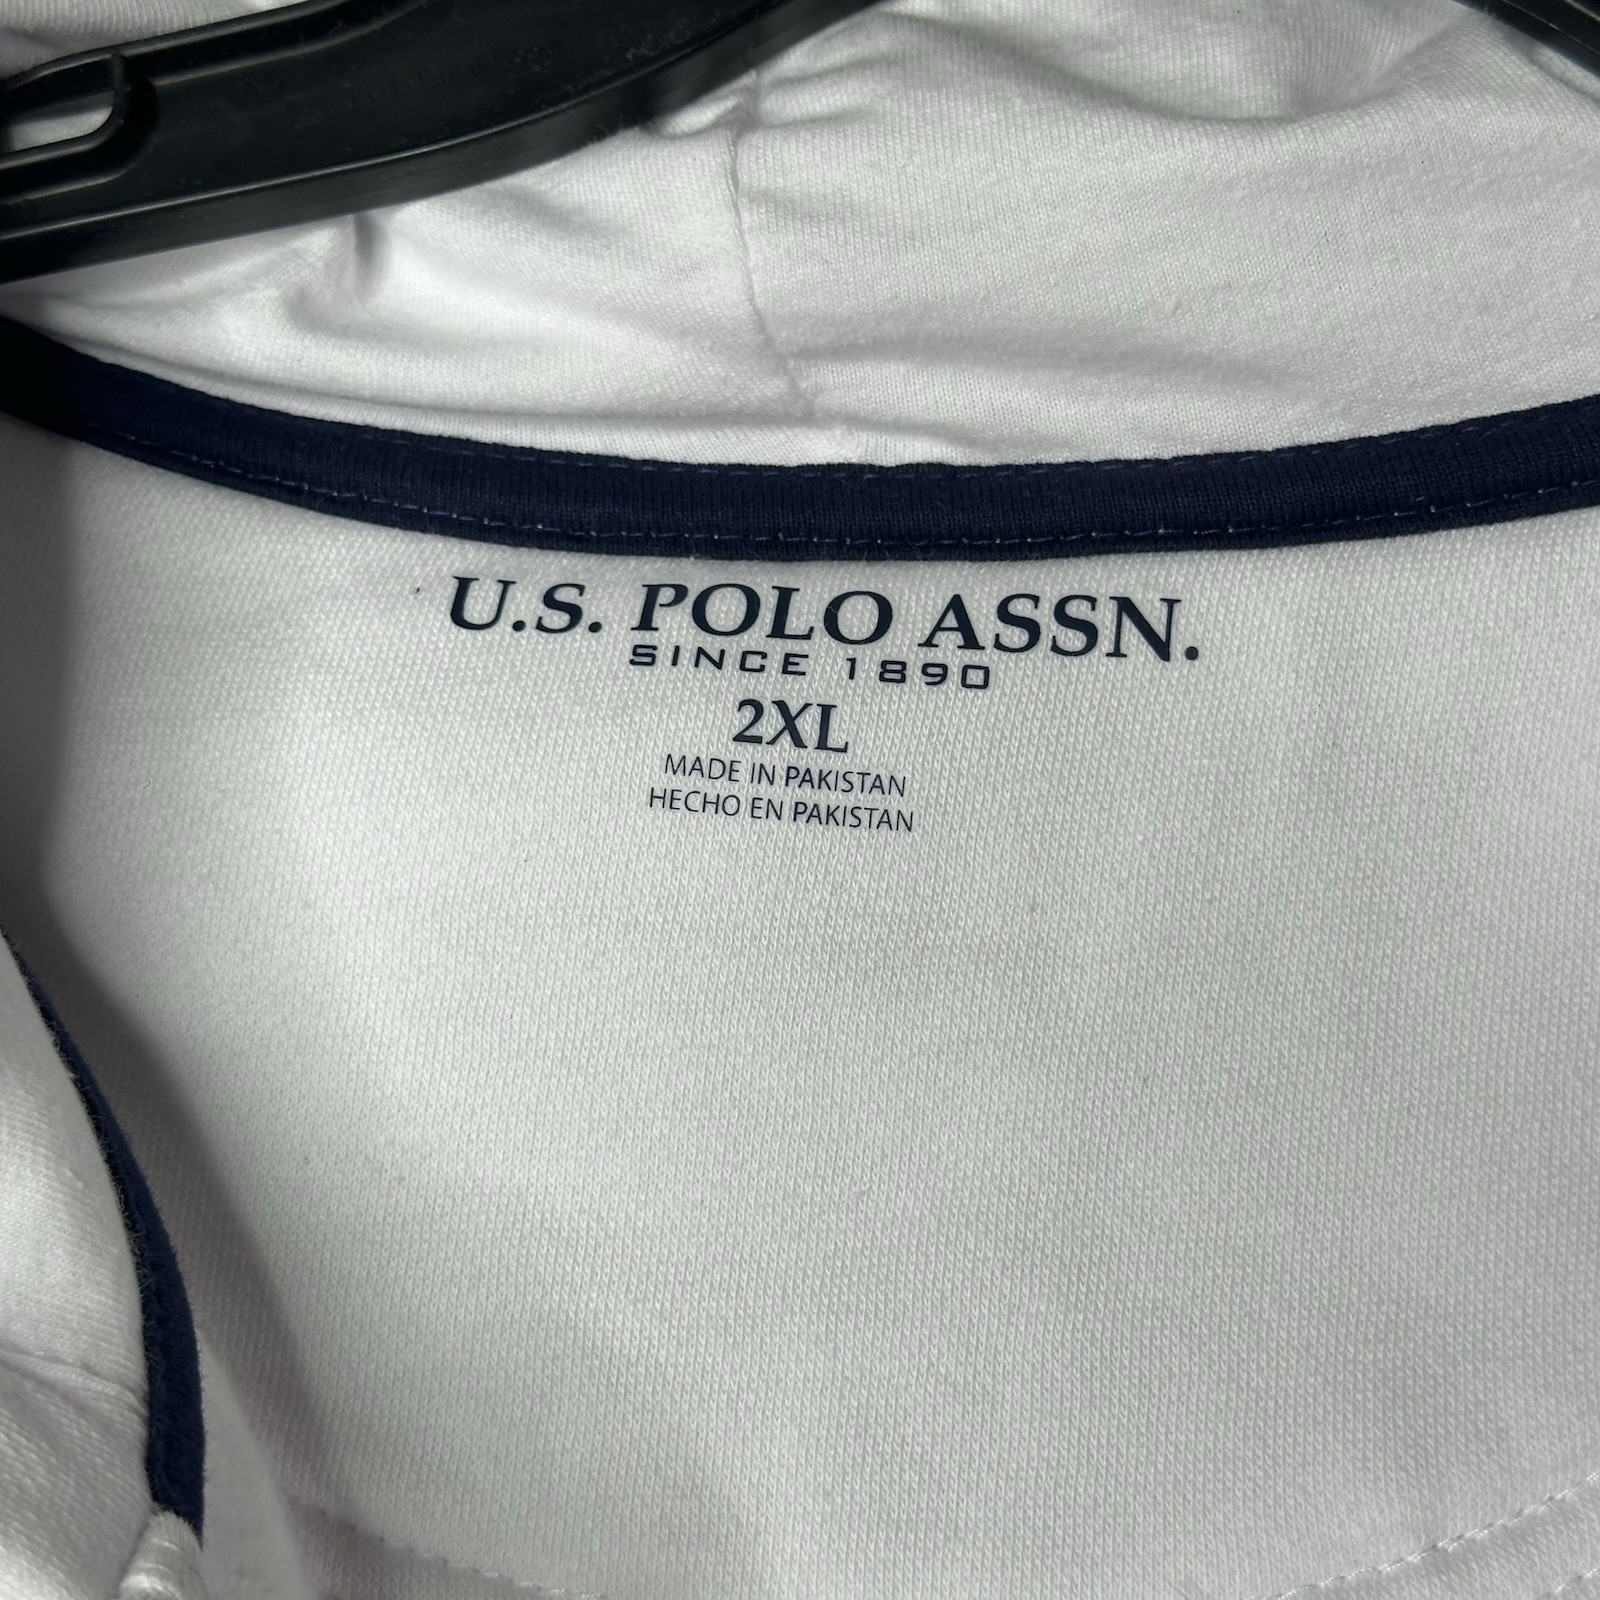 U.S. POLO ASSN.
SINCE 1890
2XL
MADE IN PAKISTAN
HECHO EN PAKISTAN